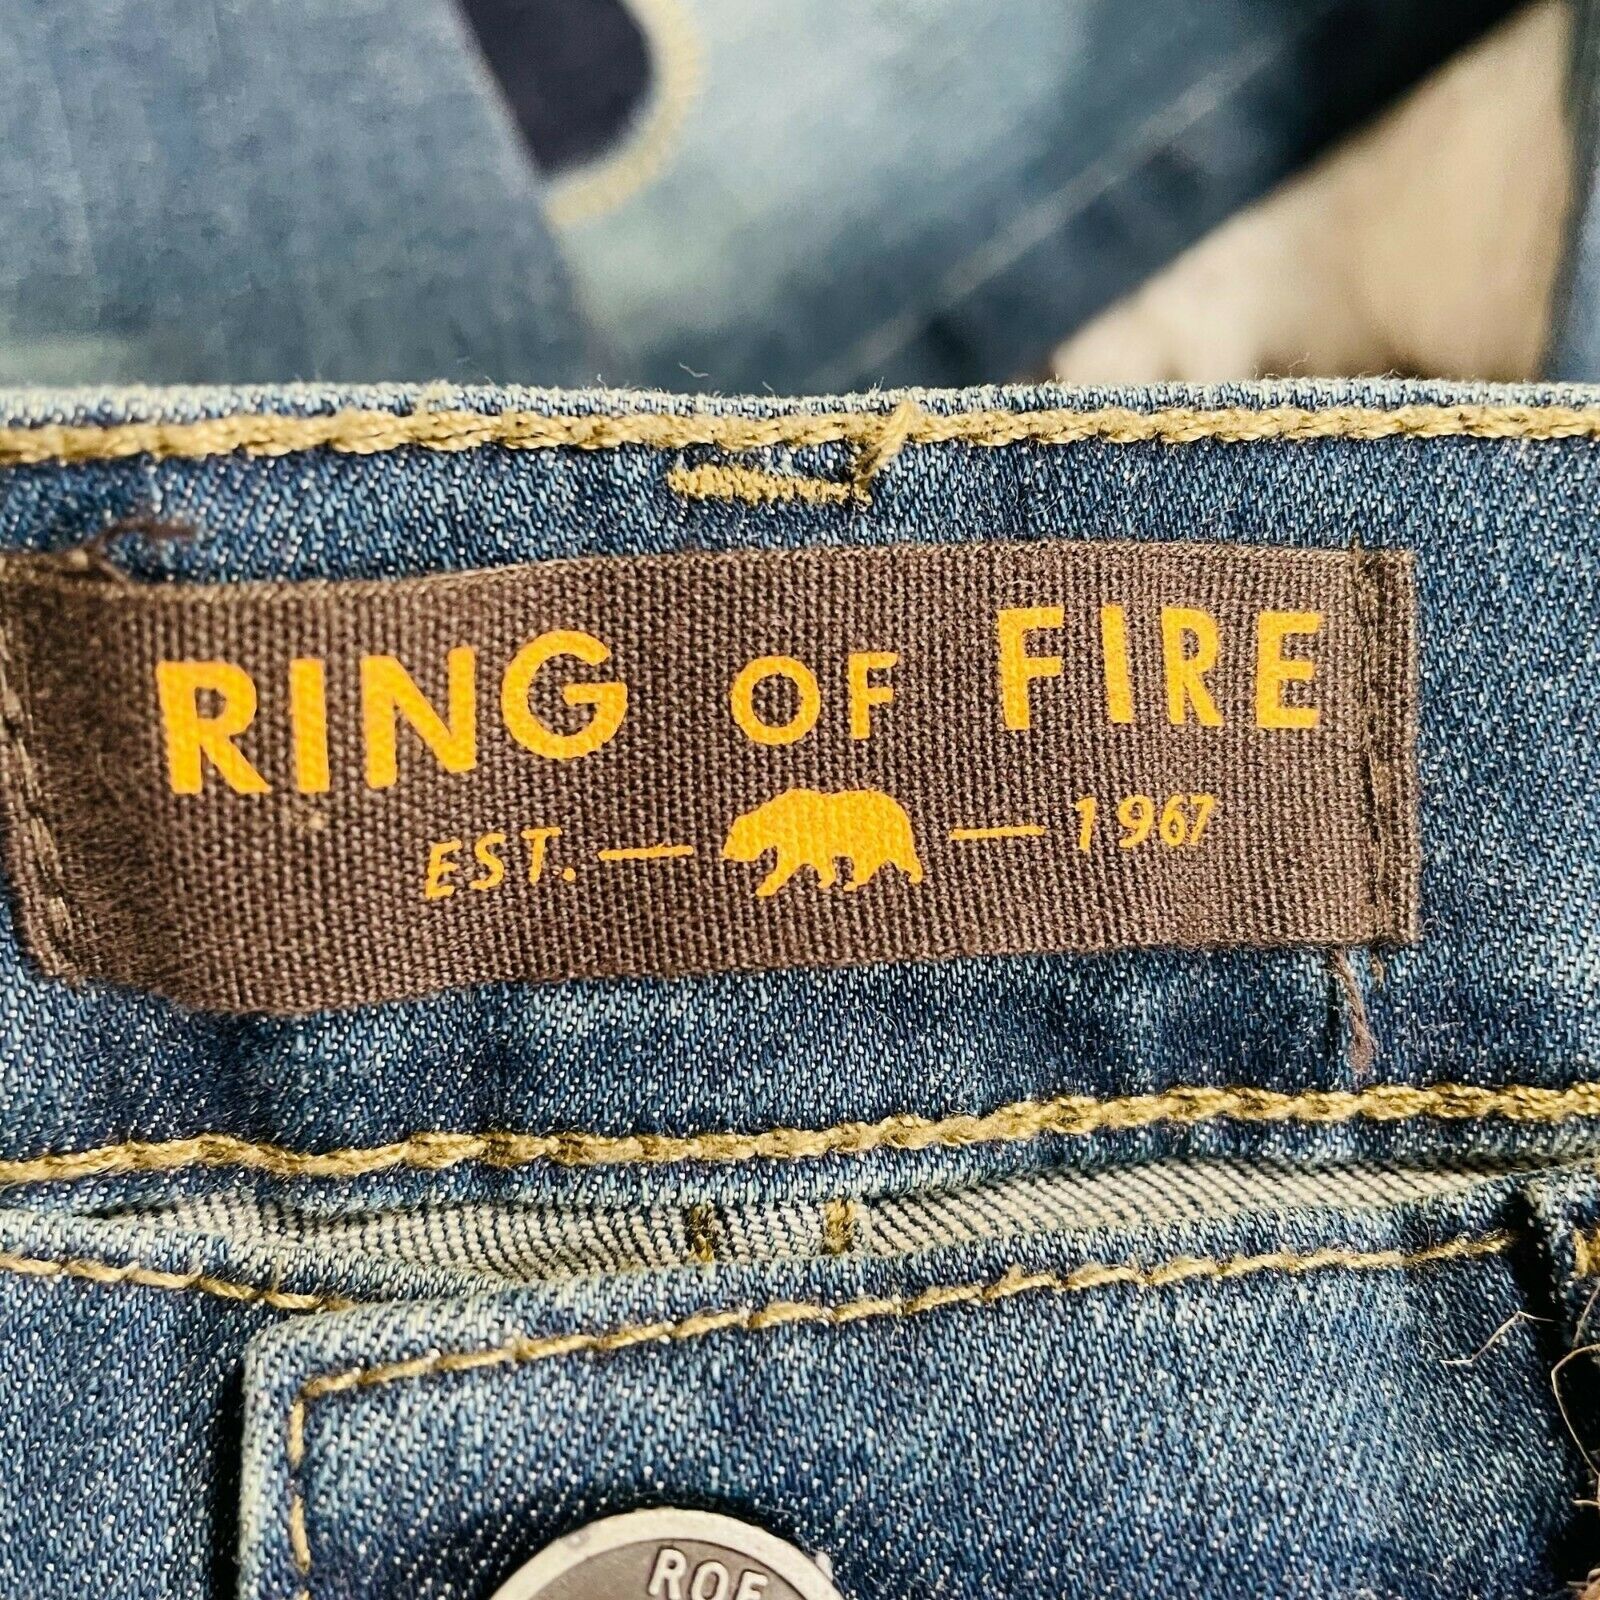 RING OF FIRE
EST. — 1967
ROF